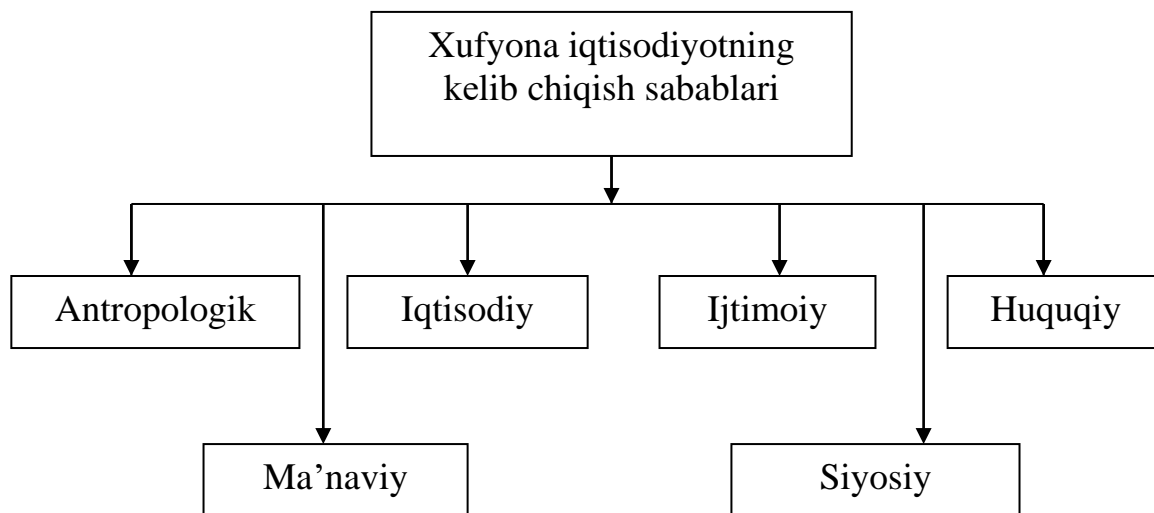 Xufyona iqtisodiyotning
kelib chiqish sabablari
Antropologik
Iqtisodiy
Ijtimoiy
Huquqiy
Ma’naviy
Siyosiy